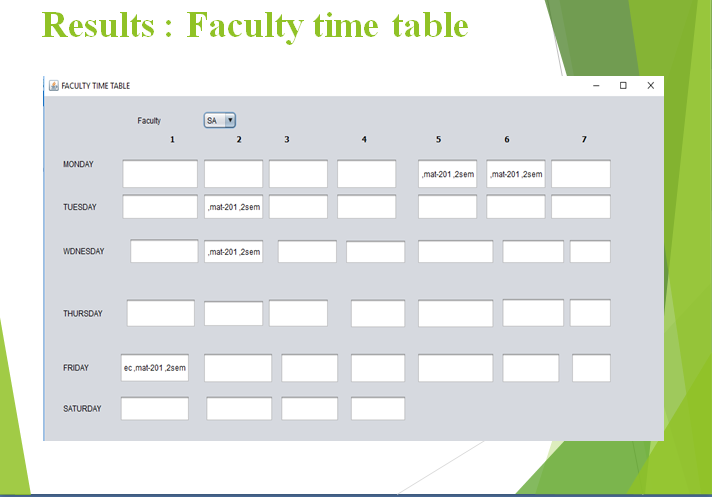 Results : Faculty time table
FACULTY TIME TABLE
Faculty SA
1 2 3 4 5 6 7
MONDAY ,mat-201 ,2sem ,mat-201 ,2sem
TUESDAY ,mat-201 ,2sem
WDNESDAY ,mat-201 ,2sem
THURSDAY
FRIDAY ec ,mat-201 ,2sem
SATURDAY